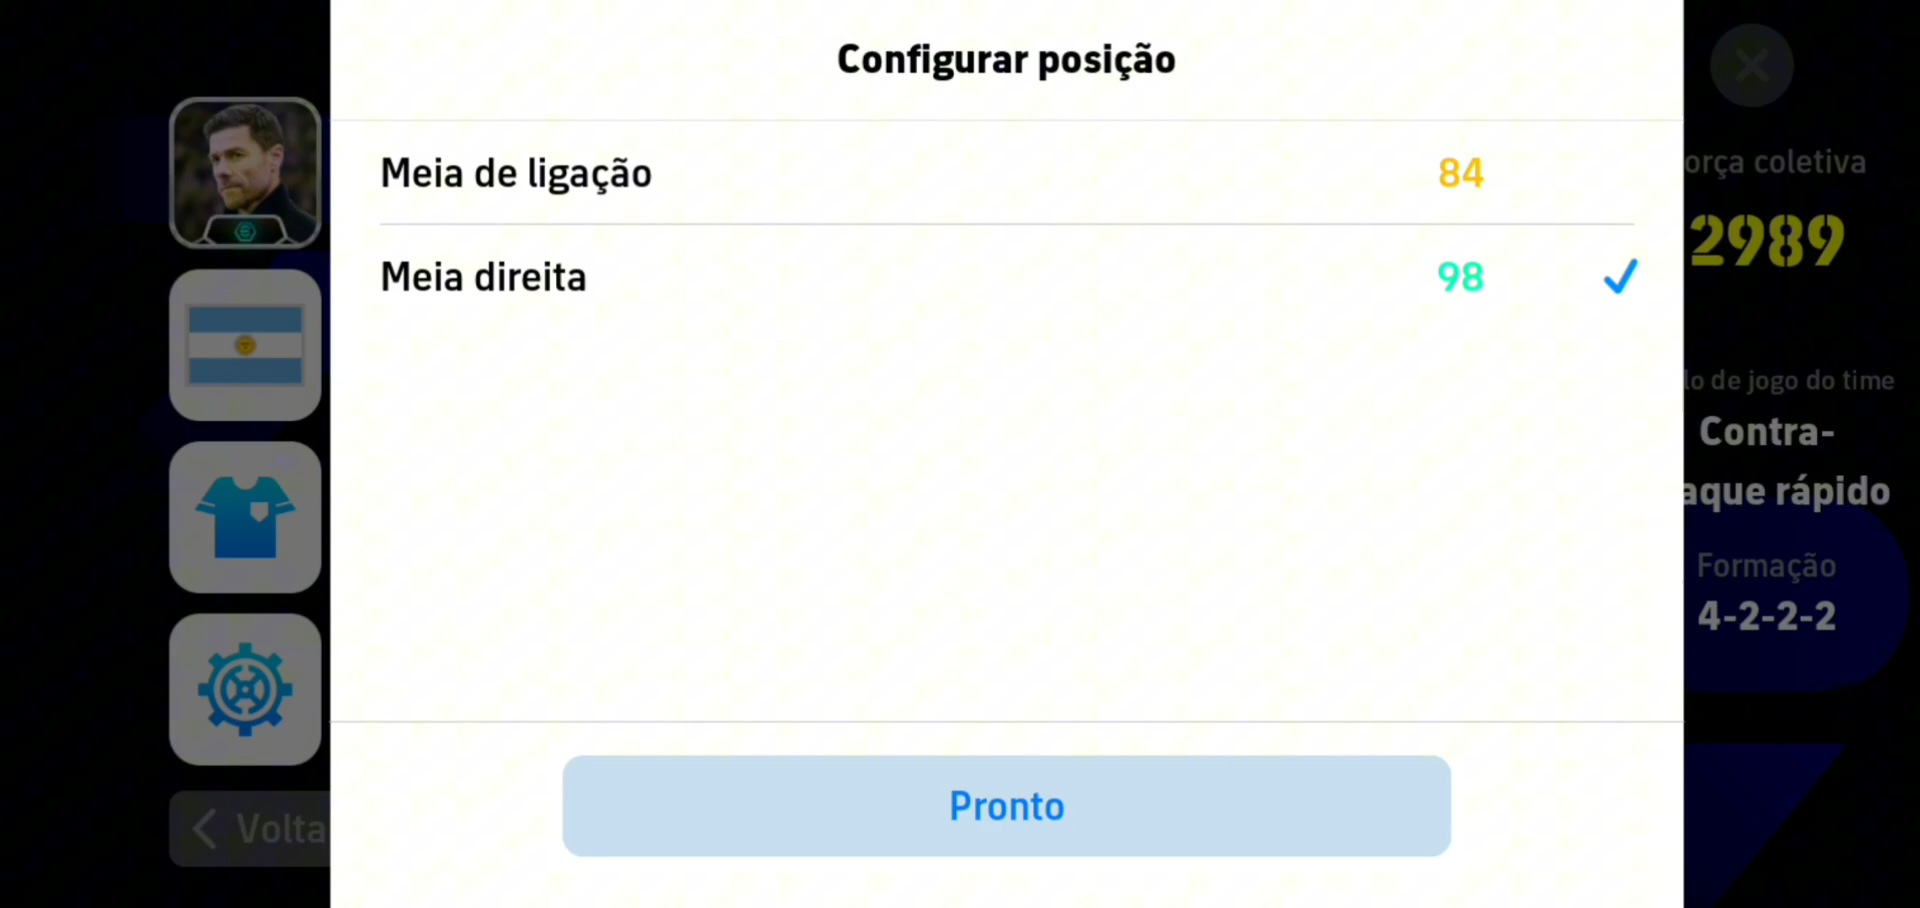 Configurar posição
Meia de ligação 84
Meia direita 98
Pronto
Volta
orça coletiva
2989
lo de jogo do time
Contra-
aque rápido
Formação
4-2-2-2